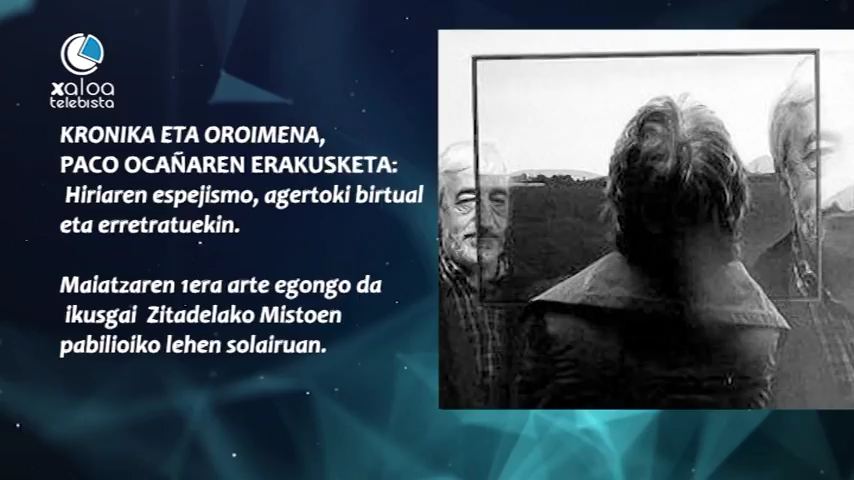 xaloa
telebista
KRONIKA ETA OROIMENA,
PACO OCAÑAREN ERAKUSKETA:
Hiriaren espejismo, agertoki birtual
eta erretratuekin.
Maiatzaren 1era arte egongo da
ikusgai Zitadelako Mistoen
pabilioiko lehen solairuan.